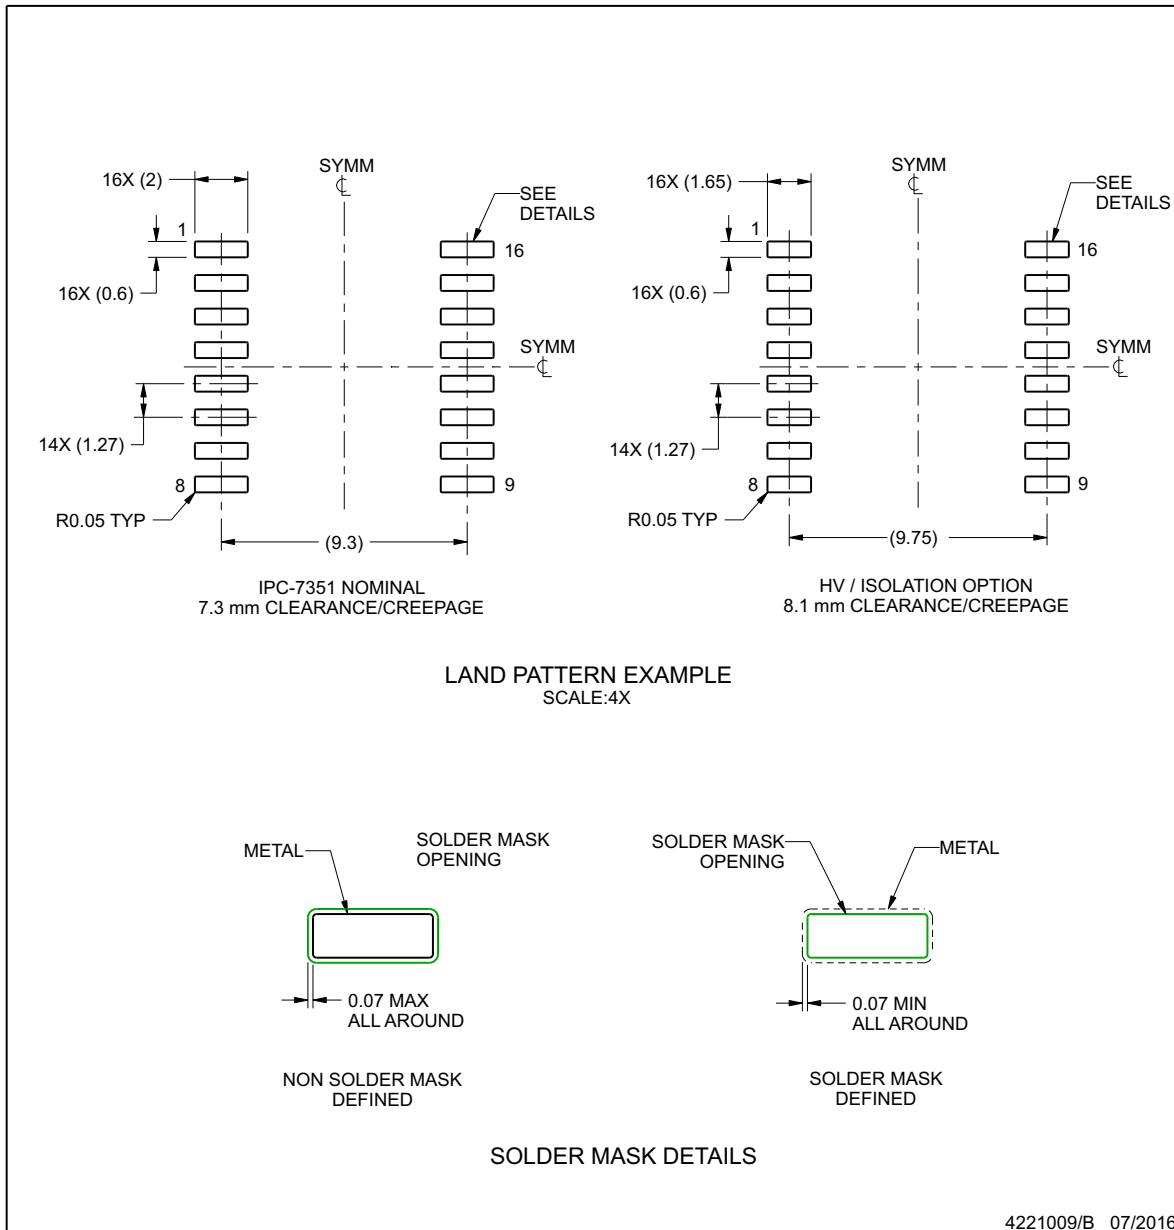 SYMM
℄
16X (2)
SEE
DETAILS
1
16
16X (0.6)
SYMM
℄
14X (1.27)
8
9
R0.05 TYP
(9.3)
IPC-7351 NOMINAL
7.3 mm CLEARANCE/CREEPAGE
SYMM
℄
16X (1.65)
SEE
DETAILS
1
16
16X (0.6)
SYMM
℄
14X (1.27)
8
9
R0.05 TYP
(9.75)
HV / ISOLATION OPTION
8.1 mm CLEARANCE/CREEPAGE
LAND PATTERN EXAMPLE
SCALE:4X
METAL
SOLDER MASK
OPENING
0.07 MAX
ALL AROUND
NON SOLDER MASK
DEFINED
SOLDER MASK
OPENING
METAL
0.07 MIN
ALL AROUND
SOLDER MASK
DEFINED
SOLDER MASK DETAILS
4221009/B 07/2016